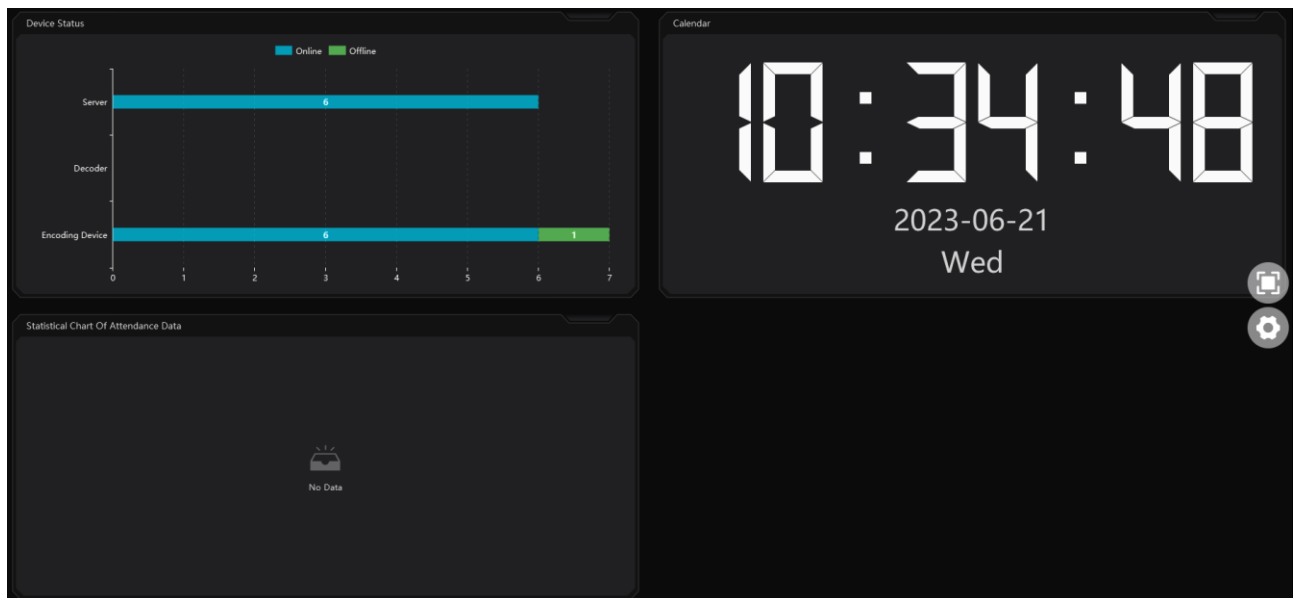 Device Status
Online Offline
Server 6
Decoder
Encoding Device 6 1
0 1 2 3 4 5 6 7
Calendar
10:34:48
2023-06-21
Wed
Statistical Chart Of Attendance Data
No Data